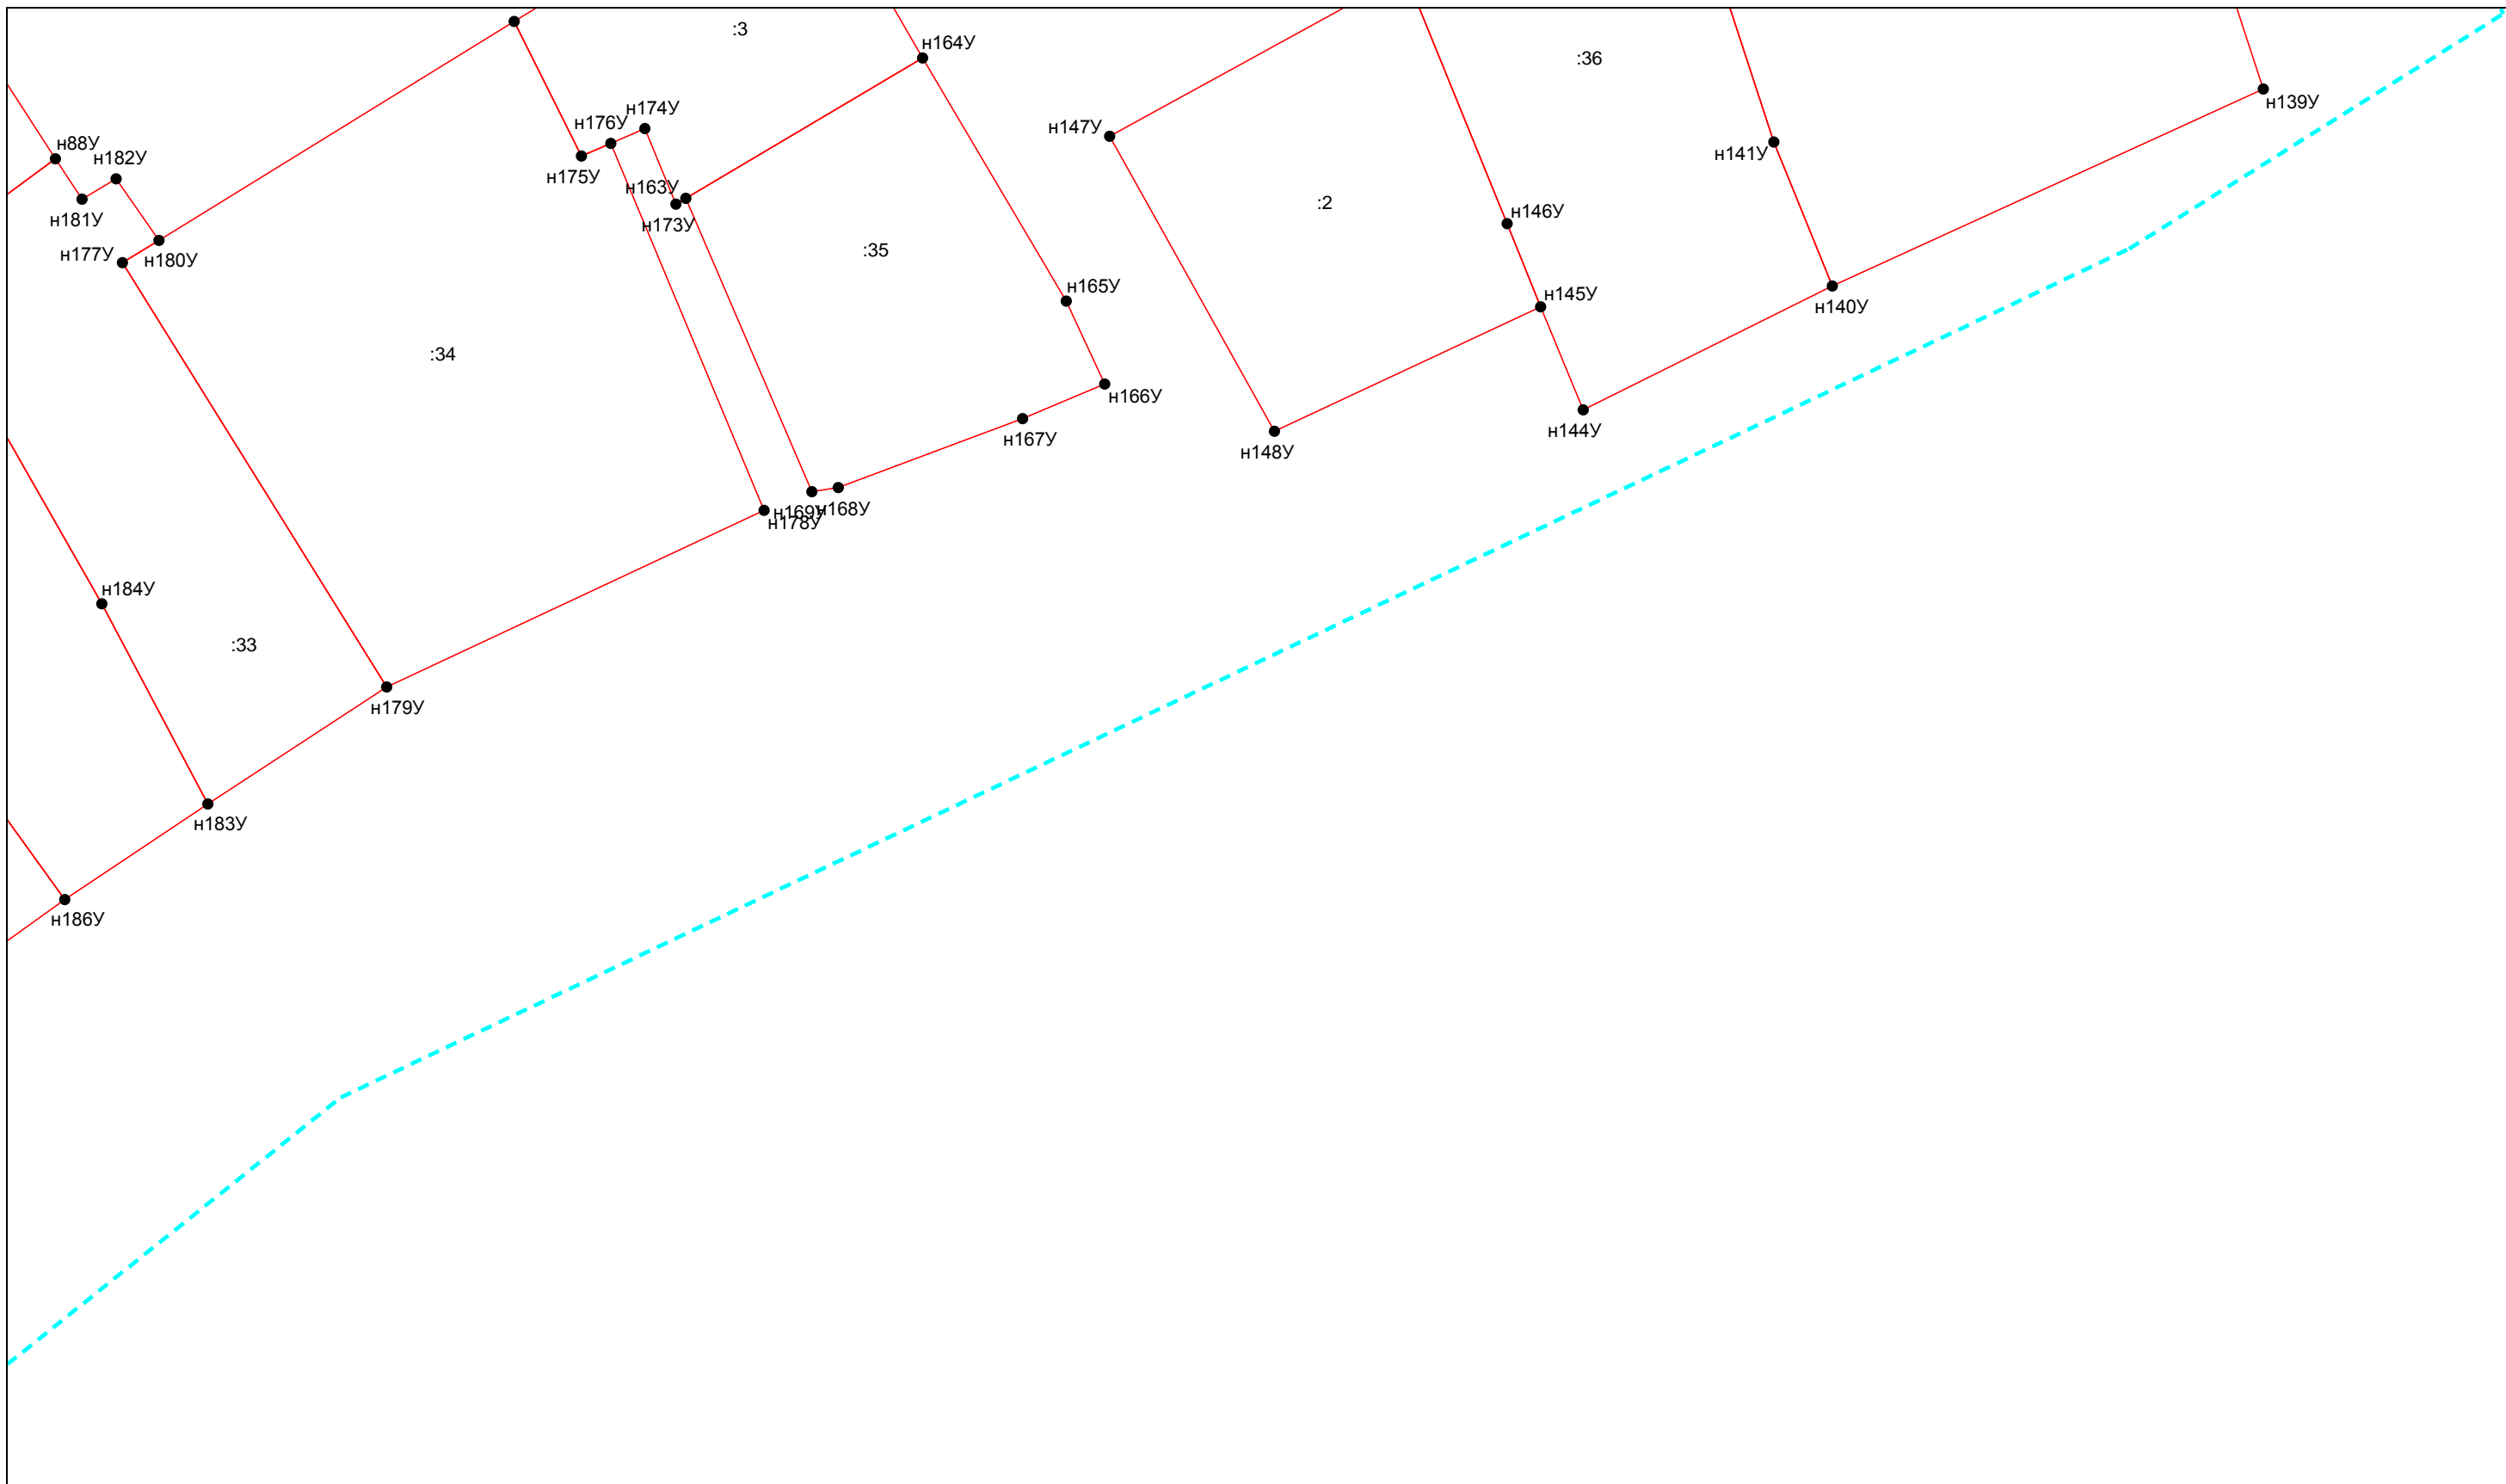 :3
н164У
:36
н139У
н174У
н176У
н147У
н88У
н182У
н141У
н175У
н163У
:2
н181У
н146У
н173У
н177У
н180У
:35
н145У
н165У
н140У
:34
н166У
н144У
н167У
н148У
н169У
н168У
н178У
н184У
:33
н179У
н183У
н186У